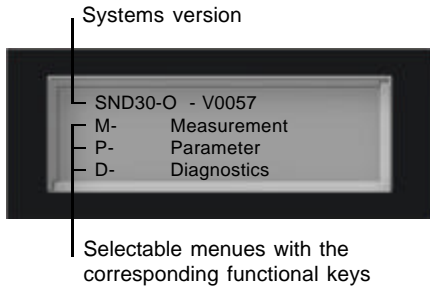 Systems version
SND30-O - V0057
M- Measurement
P- Parameter
D- Diagnostics
Selectable menues with the
corresponding functional keys